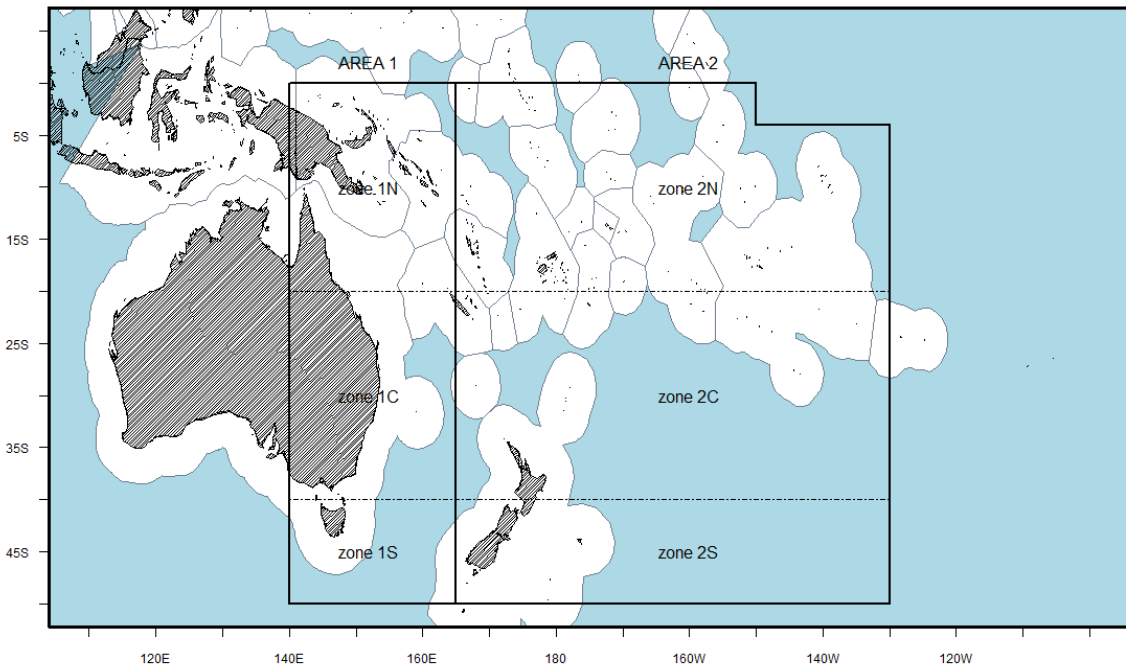 AREA 1
AREA 2
5S
zone 1N
zone 2N
15S
25S
zone 1C
zone 2C
35S
45S
zone 1S
zone 2S
120E
140E
160E
180
160W
140W
120W